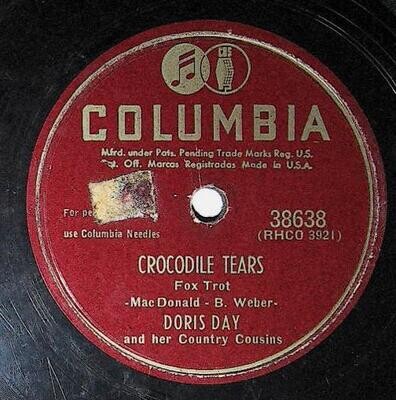 COLUMBIA
Mfrd. under Pats. Pending Trade Marks Reg. U.S.
Off. Marcas Registradas Made in U.S.A.
For
use Columbia Needles
38638
(RHCO 3921)
CROCODILE TEARS
Fox Trot
-MacDonald - B. Weber-
DORIS DAY
and her Country Cousins